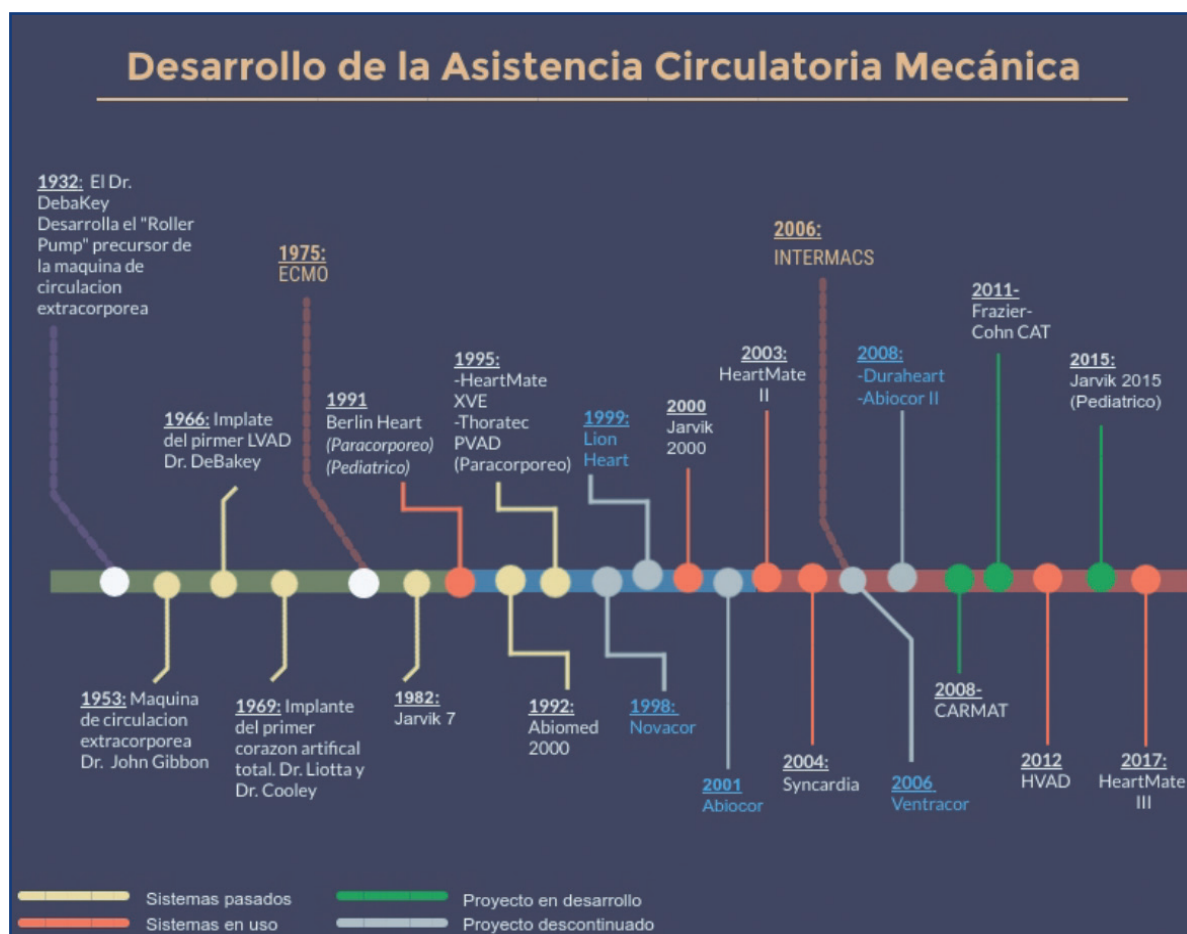 Desarrollo de la Asistencia Circulatoria Mecánica
1932: El Dr.
DebaKey
Desarrolla el "Roller
Pump" precursor de
la maquina de
circulacion
extracorporea
1975:
ECMO
2006:
INTERMACS
1966: Implate
del pirmer LVAD
Dr. DeBakey
1991
Berlin Heart
(Paracorporeo)
(Pediatrico)
1995:
-HeartMate
XVE
-Thoratec
PVAD
(Paracorporeo)
1999:
Lion
Heart
2000
Jarvik
2000
2003:
HeartMate
II
2008:
-Duraheart
-Abiocor II
2011-
Frazier-
Cohn CAT
2015:
Jarvik 2015
(Pediatrico)
1953: Maquina
de circulacion
extracorporea
Dr. John Gibbon
1969: Implante
del primer
corazon artifical
total. Dr. Liotta y
Dr. Cooley
1982:
Jarvik 7
1992:
Abiomed
2000
1998:
Novacor
2001
Abiocor
2004:
Syncardia
2006
Ventracor
2008-
CARMAT
2012
HVAD
2017:
HeartMate
III
Sistemas pasados
Sistemas en uso
Proyecto en desarrollo
Proyecto descontinuado